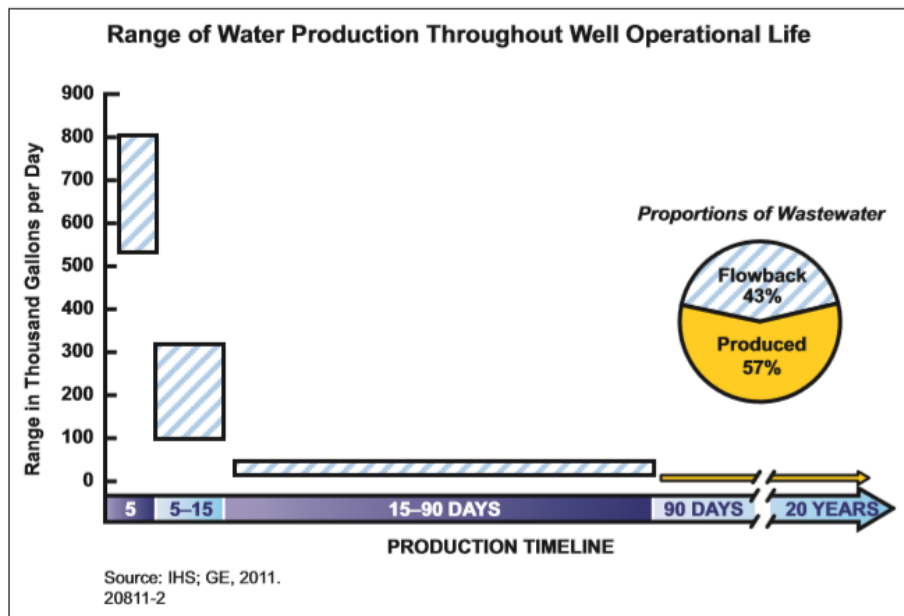 Range of Water Production Throughout Well Operational Life
Range in Thousand Gallons per Day
900
800
700
600
500
400
300
200
100
0
Proportions of Wastewater
Flowback
43%
Produced
57%
5
5–15
15–90 DAYS
90 DAYS
20 YEARS
PRODUCTION TIMELINE
Source: IHS; GE, 2011.
20811-2